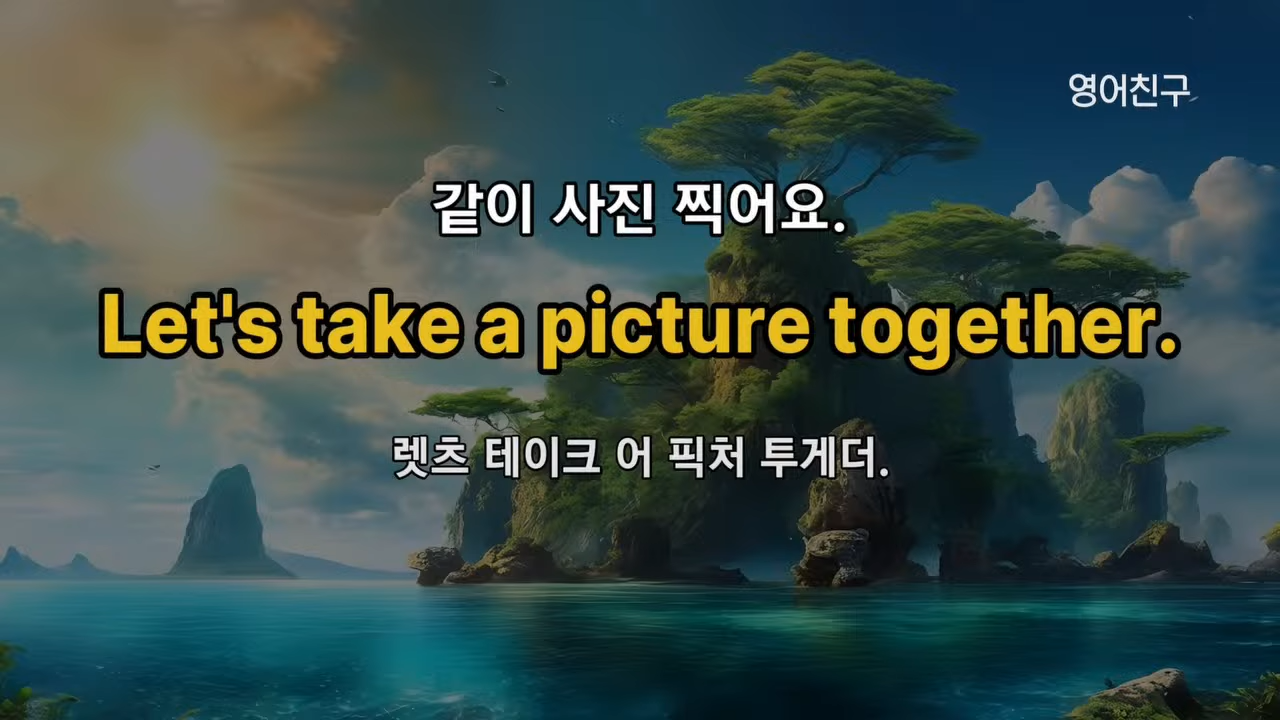 영어친구
같이 사진 찍어요.
Let's take a picture together.
렛츠 테이크 어 픽처 투게더.